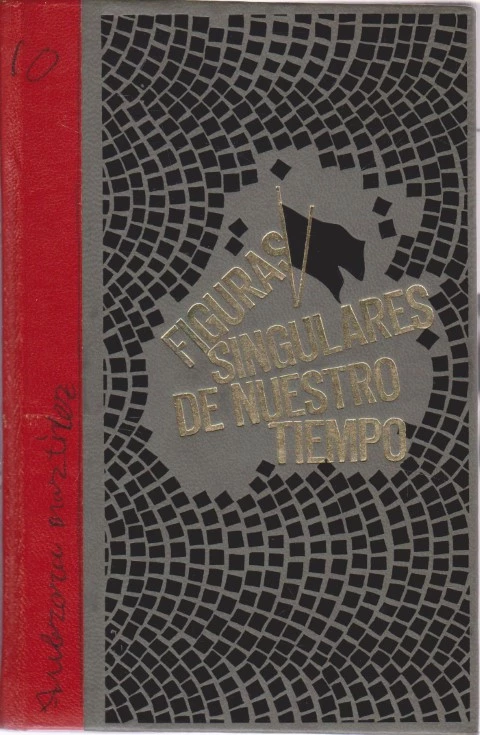 10
FIGURAS
SINGULARES
DE NUESTRO
TIEMPO